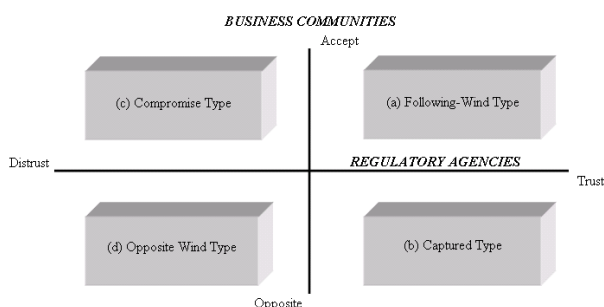 BUSINESS COMMUNITIES
Accept
(c) Compromise Type
(a) Following-Wind Type
Distrust
REGULATORY AGENCIES
Trust
(d) Opposite Wind Type
(b) Captured Type
Opposite